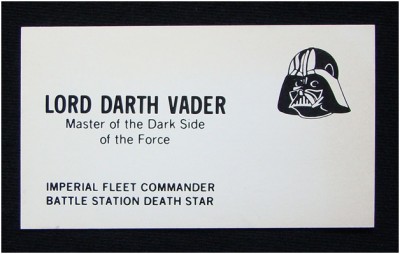 LORD DARTH VADER
Master of the Dark Side
of the Force
IMPERIAL FLEET COMMANDER
BATTLE STATION DEATH STAR